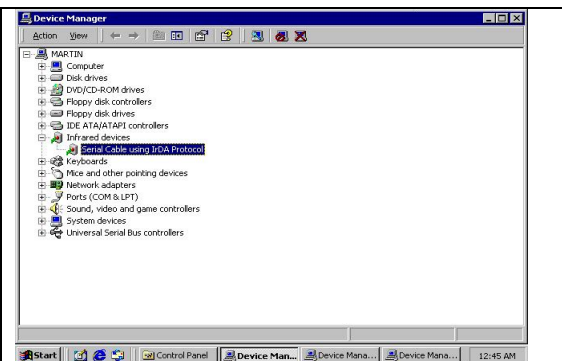 Device Manager
Action View
MARTIN
Computer
Disk drives
DVD/CD-ROM drives
Floppy disk controllers
Floppy disk drives
IDE ATA/ATAPI controllers
Infrared devices
Serial Cable using IrDA Protocol
Keyboards
Mice and other pointing devices
Network adapters
Ports (COM & LPT)
Sound, video and game controllers
System devices
Universal Serial Bus controllers
Start Control Panel Device Man... Device Mana... Device Mana... 12:45 AM